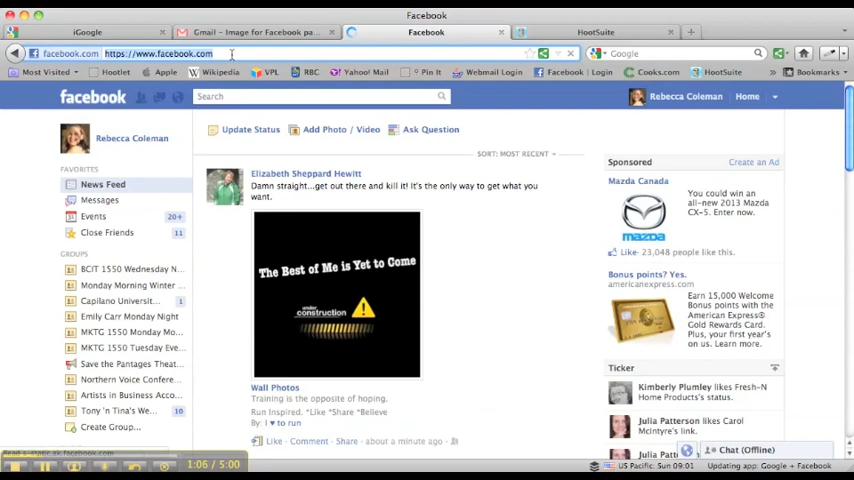 Facebook
iGoogle
Gmail - Image for Facebook pa...
Facebook
HootSuite
facebook.com
https://www.facebook.com
Google
Most Visited
Hootlet
Apple
Wikipedia
VPL
RBC
Yahoo! Mail
Pin It
Webmail Login
Facebook | Login
Cooks.com
HootSuite
Bookmarks
facebook
Search
Rebecca Coleman
Home
Rebecca Coleman
FAVORITES
News Feed
Messages
Events 20+
Close Friends 11
GROUPS
BCIT 1550 Wednesday N...
Monday Morning Winter ...
Capilano Universit... 1
Emily Carr Monday Night
MKTG 1550 Monday Mo...
MKTG 1550 Tuesday Eve...
Save the Pantages Theat...
Northern Voice Confere...
Artists in Business Acco...
Tony 'n Tina's We... 10
Create Group...
Update Status
Add Photo / Video
Ask Question
SORT: MOST RECENT
Elizabeth Sheppard Hewitt
Damn straight...get out there and kill it! It's the only way to get what you
want.
The Best of Me is Yet to Come
under
construction
Wall Photos
Training is the opposite of hoping.
Run Inspired. *Like *Share *Believe
By: I ♥ to run
Like · Comment · Share · about a minute ago
Sponsored
Create an Ad
Mazda Canada
You could win an
all-new 2013 Mazda
CX-5. Enter now.
mazda
Like · 23,048 people like this.
Bonus points? Yes.
americanexpress.com
Earn 15,000 Welcome
Bonus points with the
American Express®
Gold Rewards Card.
Plus, your first year's
on us. Learn more.
Ticker
Kimberly Plumley likes Fresh-N
Home Products's status.
Julia Patterson likes Carol
McIntyre's link.
Chat (Offline)
Read s-static.ak.facebook.com
1:06 / 5:00
US Pacific: Sun 09:01
Updating app: Google + Facebook